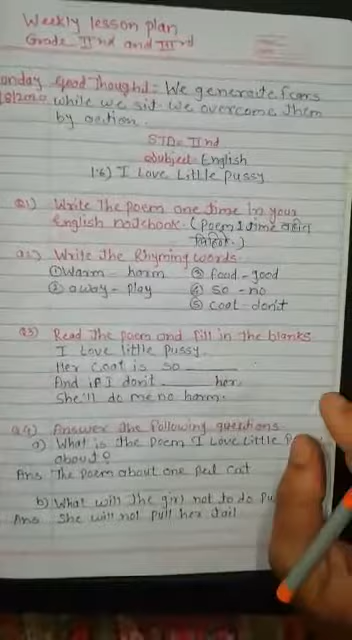 Weekly lesson plan
Grade IInd and IIIrd
onday Good Thought:- We generate fears
while we sit. We overcome them
by action.
STD:- IInd
Subject:- English
1.6) I Love Little Pussy
Q1) Write The poem one time in your
English notebook. (Poem 1 time
Q2) Write the Rhyming words
① Warm - harm ③ food - good
② away - play ④ so - no
⑤ coat - don't
Q3) Read the poem and fill in the blanks
I Love little pussy
Her coat is so ______
And if I don't ______ her
She'll do me no harm.
Q4) Answer the following questions
a) What is the poem I Love Little P
about?
Ans The poem about one pet cat
b) What will the girl not to do Pu
Ans She will not pull her tail